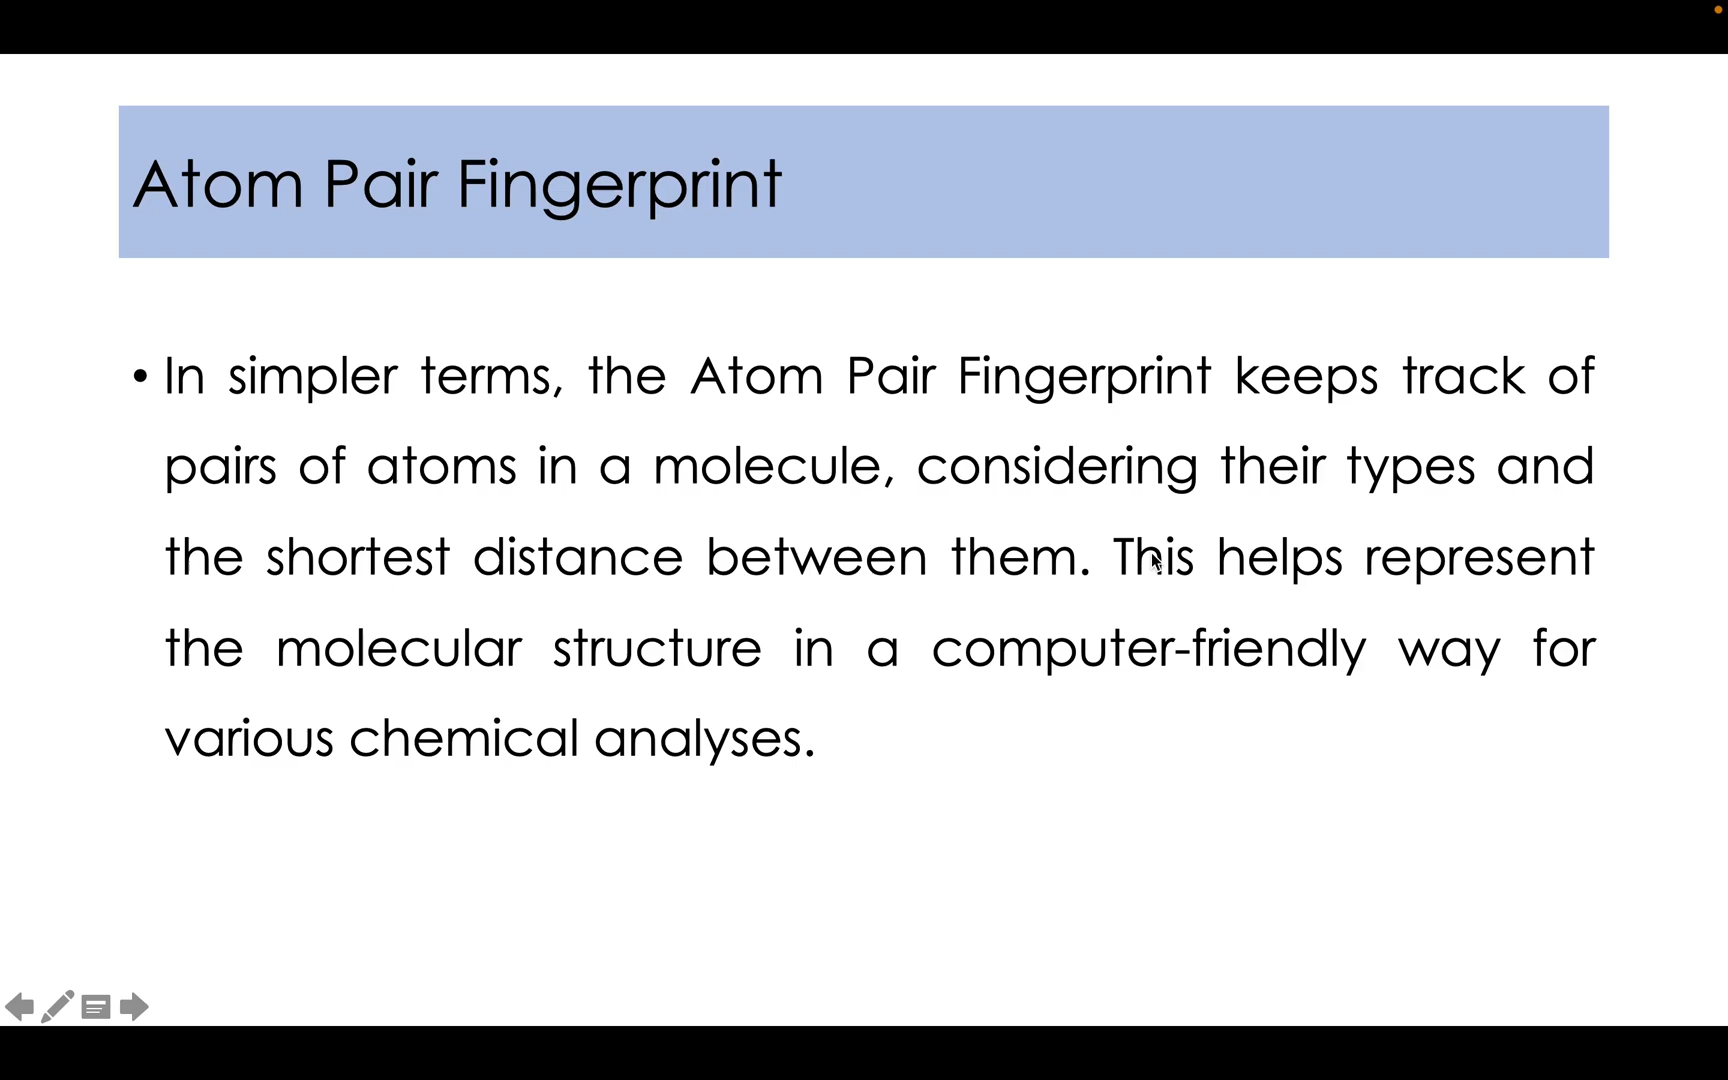 Atom Pair Fingerprint
• In simpler terms, the Atom Pair Fingerprint keeps track of
pairs of atoms in a molecule, considering their types and
the shortest distance between them. This helps represent
the molecular structure in a computer-friendly way for
various chemical analyses.